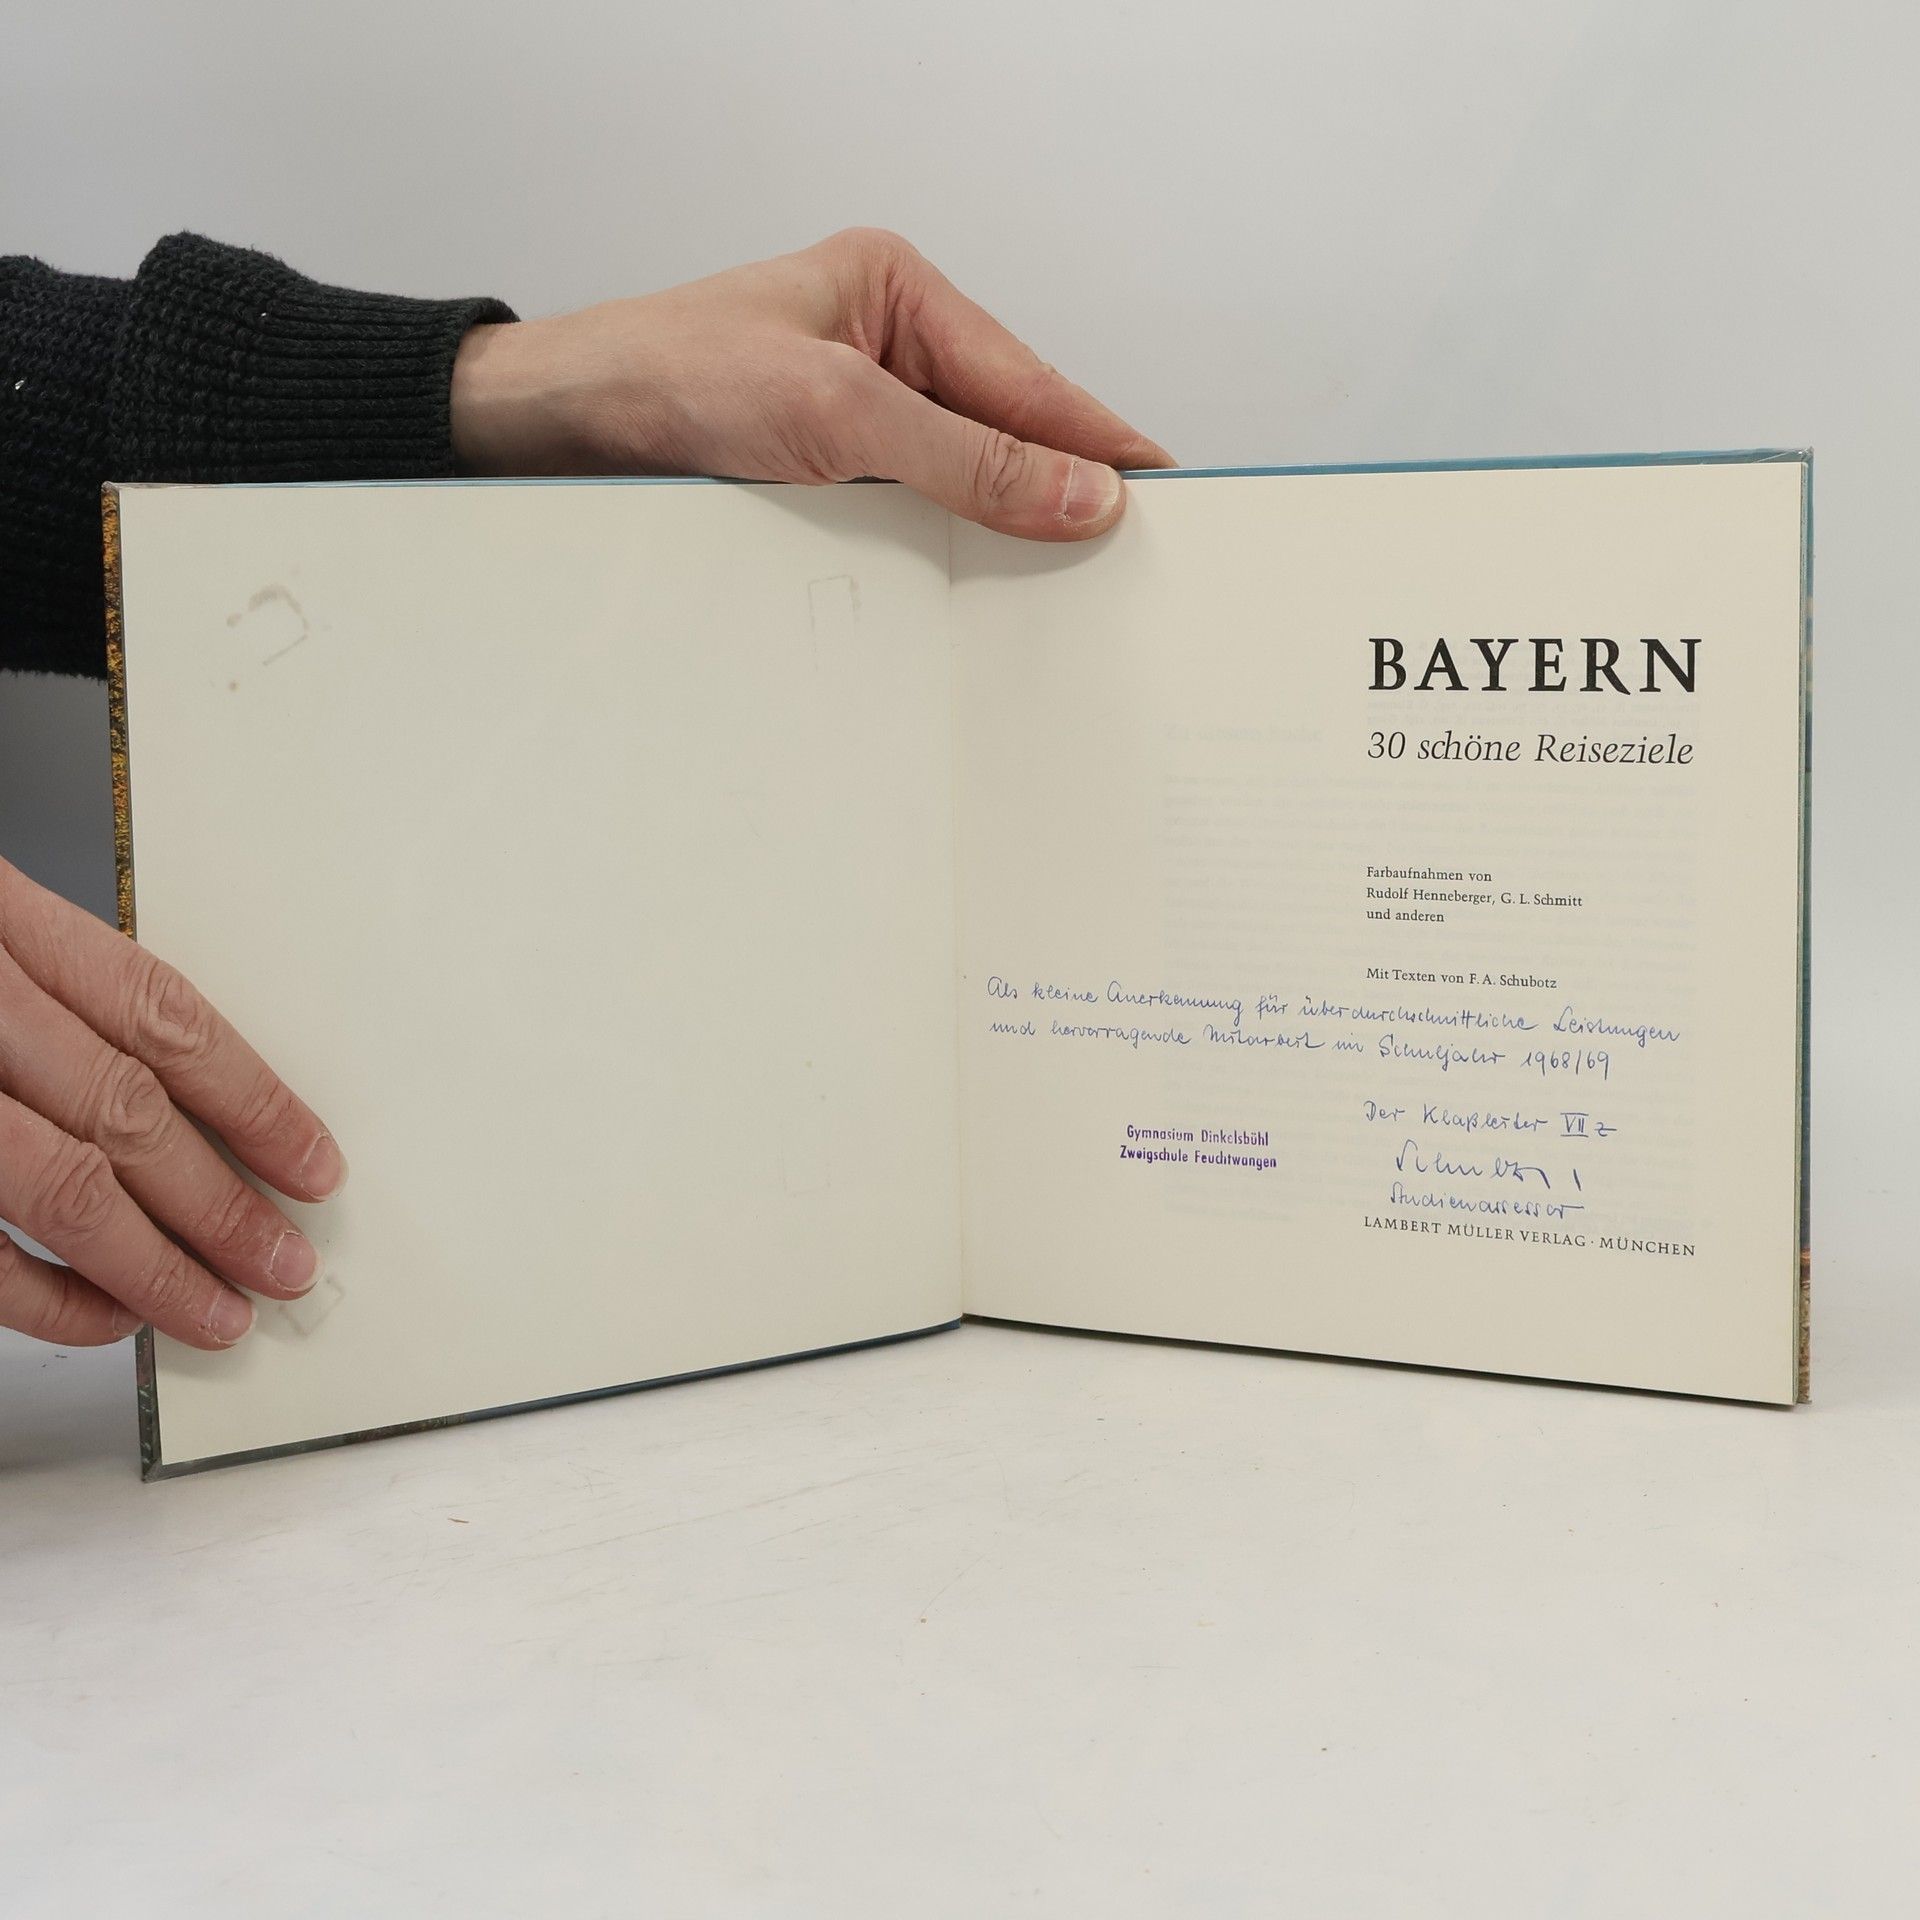 BAYERN
30 schöne Reiseziele
Farbaufnahmen von
Rudolf Henneberger, G. L. Schmitt
und anderen
Mit Texten von F. A. Schubotz
Als kleine Anerkennung für überdurchschnittliche Leistungen
und hervorragende Mitarbeit im Schuljahr 1968/69
Der Klaßleiter VII z
Studienassessor
Gymnasium Dinkelsbühl
Zweigschule Feuchtwangen
LAMBERT MÜLLER VERLAG · MÜNCHEN